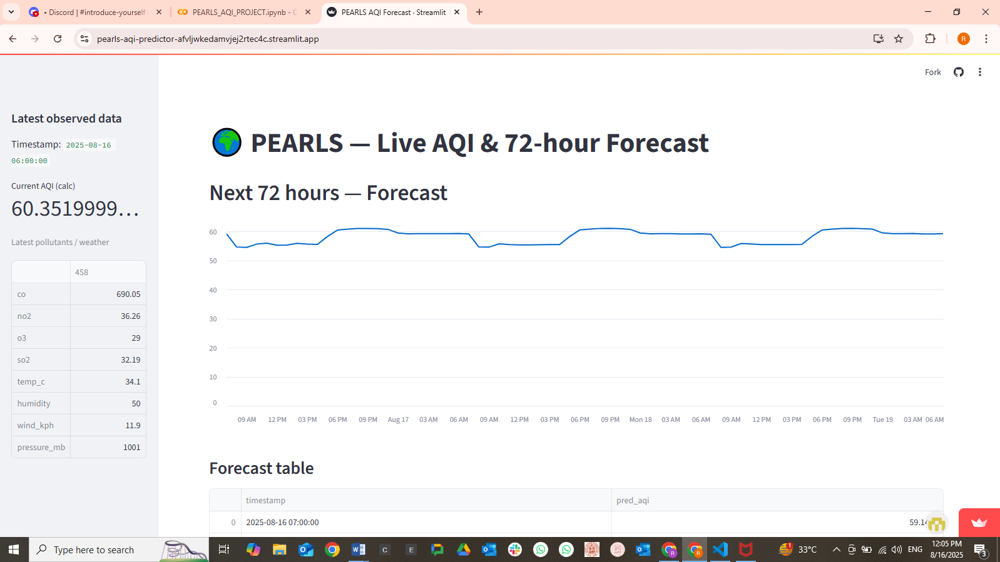 • Discord | #introduce-yourself
PEARLS_AQI_PROJECT.ipynb - C
PEARLS AQI Forecast · Streamlit
pearls-aqi-predictor-afvljwkedamvjej2rtec4c.streamlit.app
R
Fork
Latest observed data
Timestamp: 2025-08-16
06:00:00
Current AQI (calc)
60.3519999...
Latest pollutants / weather
458
co 690.05
no2 36.26
o3 29
so2 32.19
temp_c 34.1
humidity 50
wind_kph 11.9
pressure_mb 1001
PEARLS — Live AQI & 72-hour Forecast
Next 72 hours — Forecast
60
50
40
30
20
10
0
09 AM 12 PM 03 PM 06 PM 09 PM Aug 17 03 AM 06 AM 09 AM 12 PM 03 PM 06 PM 09 PM Mon 18 03 AM 06 AM 09 AM 12 PM 03 PM 06 PM 09 PM Tue 19 03 AM 06 AM
Forecast table
timestamp pred_aqi
0 2025-08-16 07:00:00 59.14
Type here to search
C
E
R
R
1
33°C
ENG
12:05 PM
8/16/2025
3